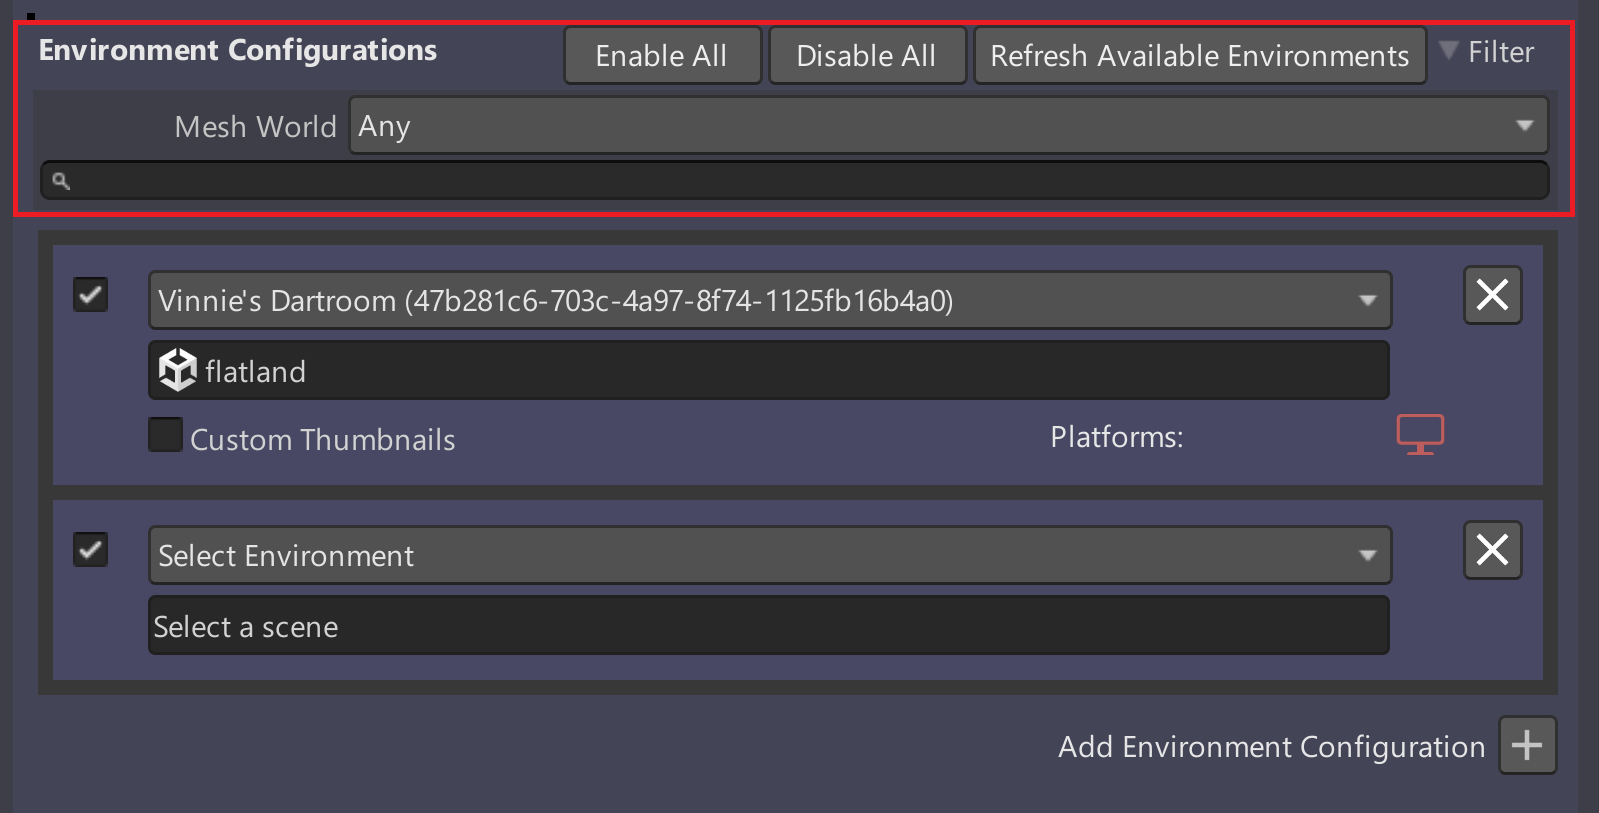 Environment Configurations Enable All Disable All Refresh Available Environments Filter
Mesh World Any
Vinnie's Dartroom (47b281c6-703c-4a97-8f74-1125fb16b4a0)
flatland
Custom Thumbnails Platforms:
Select Environment
Select a scene
Add Environment Configuration